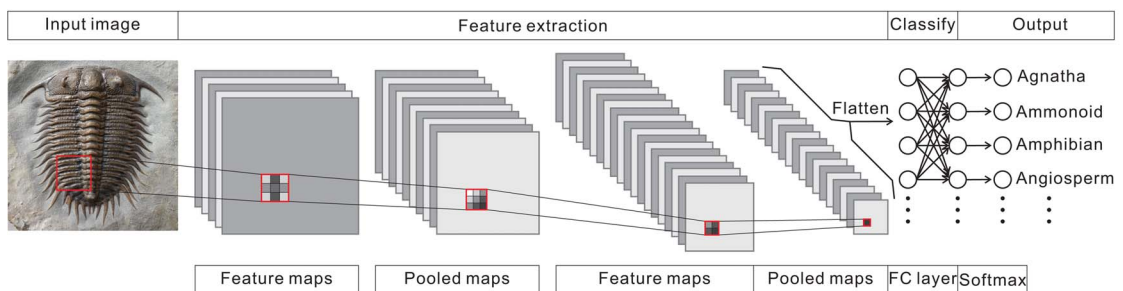 Input image Feature extraction Classify Output
Flatten
Agnatha
Ammonoid
Amphibian
Angiosperm
Feature maps Pooled maps Feature maps Pooled maps FC layer Softmax